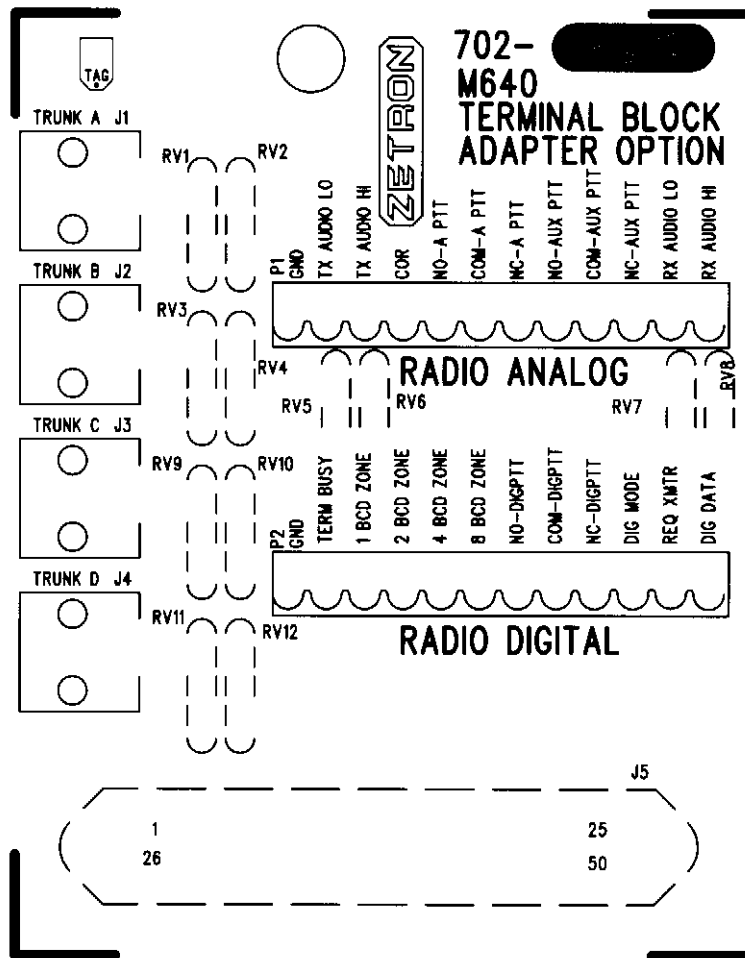 702-
M640
TERMINAL BLOCK
ADAPTER OPTION
ZETRON
TAG
TRUNK A J1
RV1
RV2
P1
GND
TX AUDIO LO
TX AUDIO HI
COR
NO-A PTT
COM-A PTT
NC-A PTT
NO-AUX PTT
COM-AUX PTT
NC-AUX PTT
RX AUDIO LO
RX AUDIO HI
TRUNK B J2
RV3
RV4
RADIO ANALOG
RV5
RV6
RV7
RV8
TRUNK C J3
RV9
RV10
P2
GND
TERM BUSY
1 BCD ZONE
2 BCD ZONE
4 BCD ZONE
8 BCD ZONE
NO-DIGPTT
COM-DIGPTT
NC-DIGPTT
DIG MODE
REQ XMTR
DIG DATA
TRUNK D J4
RV11
RV12
RADIO DIGITAL
J5
1
25
26
50